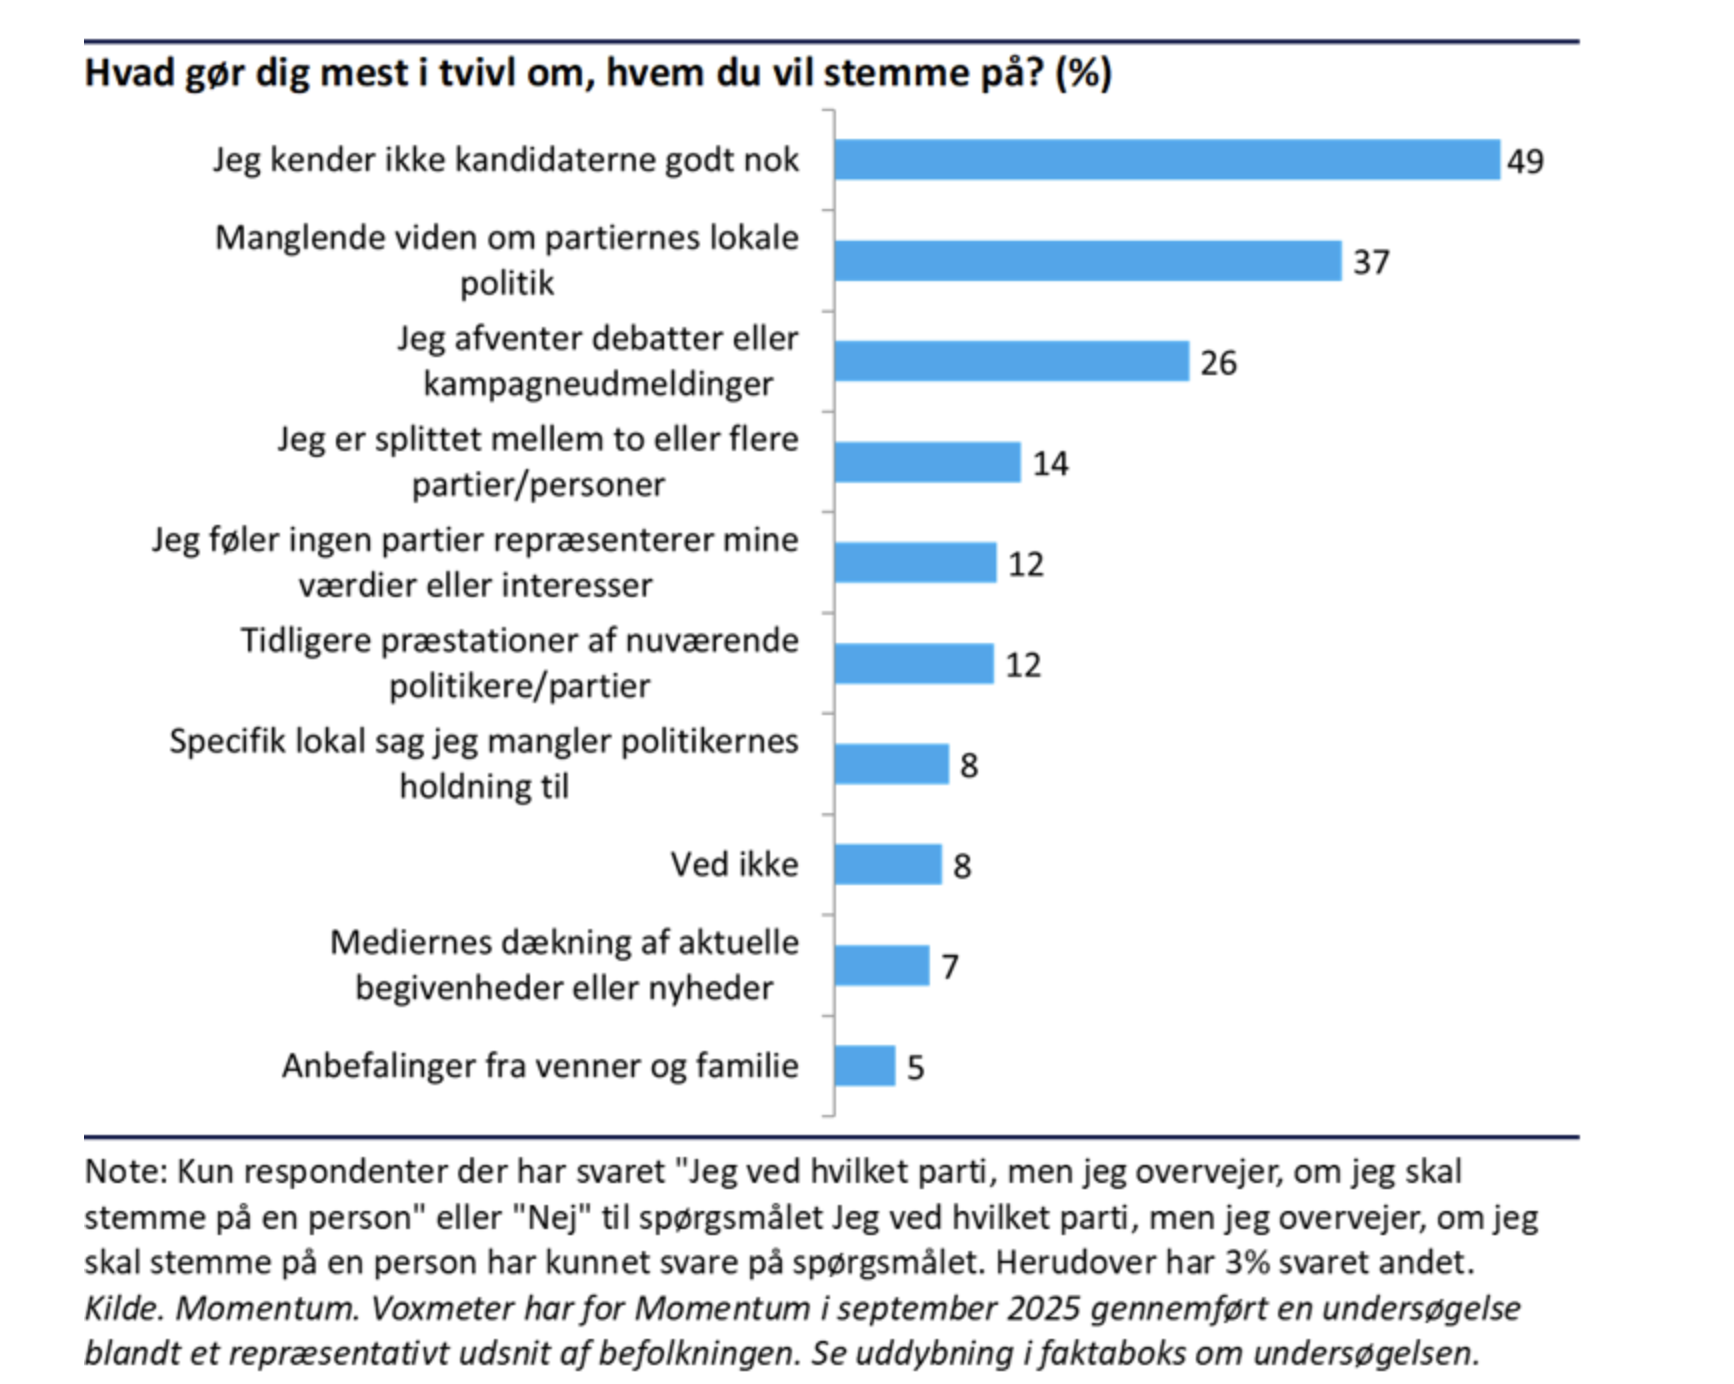 Hvad gør dig mest i tvivl om, hvem du vil stemme på? (%)
Jeg kender ikke kandidaterne godt nok
49
Manglende viden om partiernes lokale
politik
37
Jeg afventer debatter eller
kampagneudmeldinger
26
Jeg er splittet mellem to eller flere
partier/personer
14
Jeg føler ingen partier repræsenterer mine
værdier eller interesser
12
Tidligere præstationer af nuværende
politikere/partier
12
Specifik lokal sag jeg mangler politikernes
holdning til
8
Ved ikke
8
Mediernes dækning af aktuelle
begivenheder eller nyheder
7
Anbefalinger fra venner og familie
5
Note: Kun respondenter der har svaret "Jeg ved hvilket parti, men jeg overvejer, om jeg skal
stemme på en person" eller "Nej" til spørgsmålet Jeg ved hvilket parti, men jeg overvejer, om jeg
skal stemme på en person har kunnet svare på spørgsmålet. Herudover har 3% svaret andet.
Kilde. Momentum. Voxmeter har for Momentum i september 2025 gennemført en undersøgelse
blandt et repræsentativt udsnit af befolkningen. Se uddybning i faktaboks om undersøgelsen.